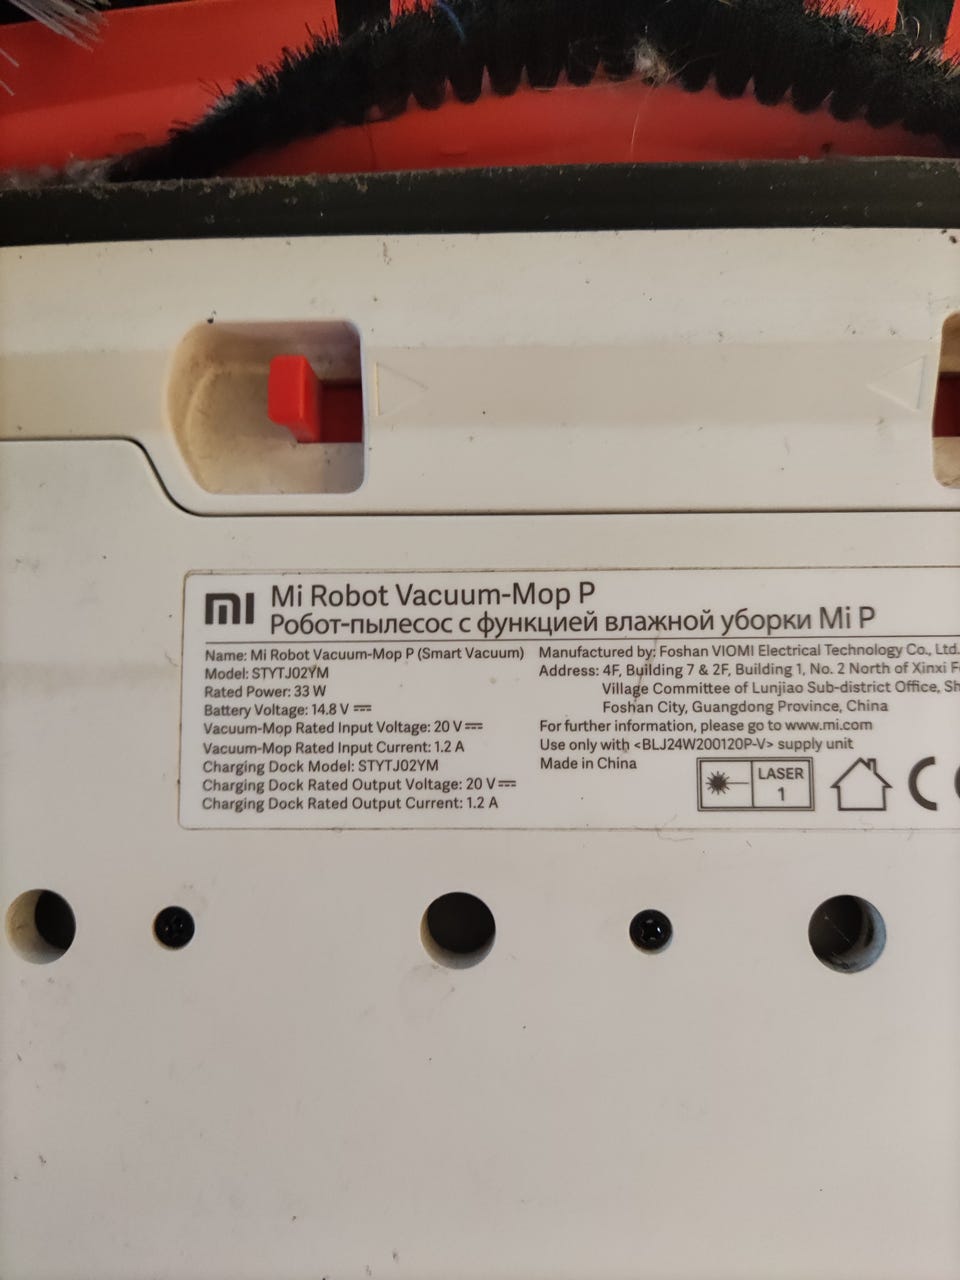 mi
Mi Robot Vacuum-Mop P
Робот-пылесос с функцией влажной уборки Mi P
Name: Mi Robot Vacuum-Mop P (Smart Vacuum)
Model: STYTJ02YM
Rated Power: 33 W
Battery Voltage: 14.8 V
Vacuum-Mop Rated Input Voltage: 20 V
Vacuum-Mop Rated Input Current: 1.2 A
Charging Dock Model: STYTJ02YM
Charging Dock Rated Output Voltage: 20 V
Charging Dock Rated Output Current: 1.2 A
Manufactured by: Foshan VIOMI Electrical Technology Co., Ltd.
Address: 4F, Building 7 & 2F, Building 1, No. 2 North of Xinxi
Village Committee of Lunjiao Sub-district Office,
Foshan City, Guangdong Province, China
For further information, please go to www.mi.com
Use only with <BLJ24W200120P-V> supply unit
Made in China
LASER
1